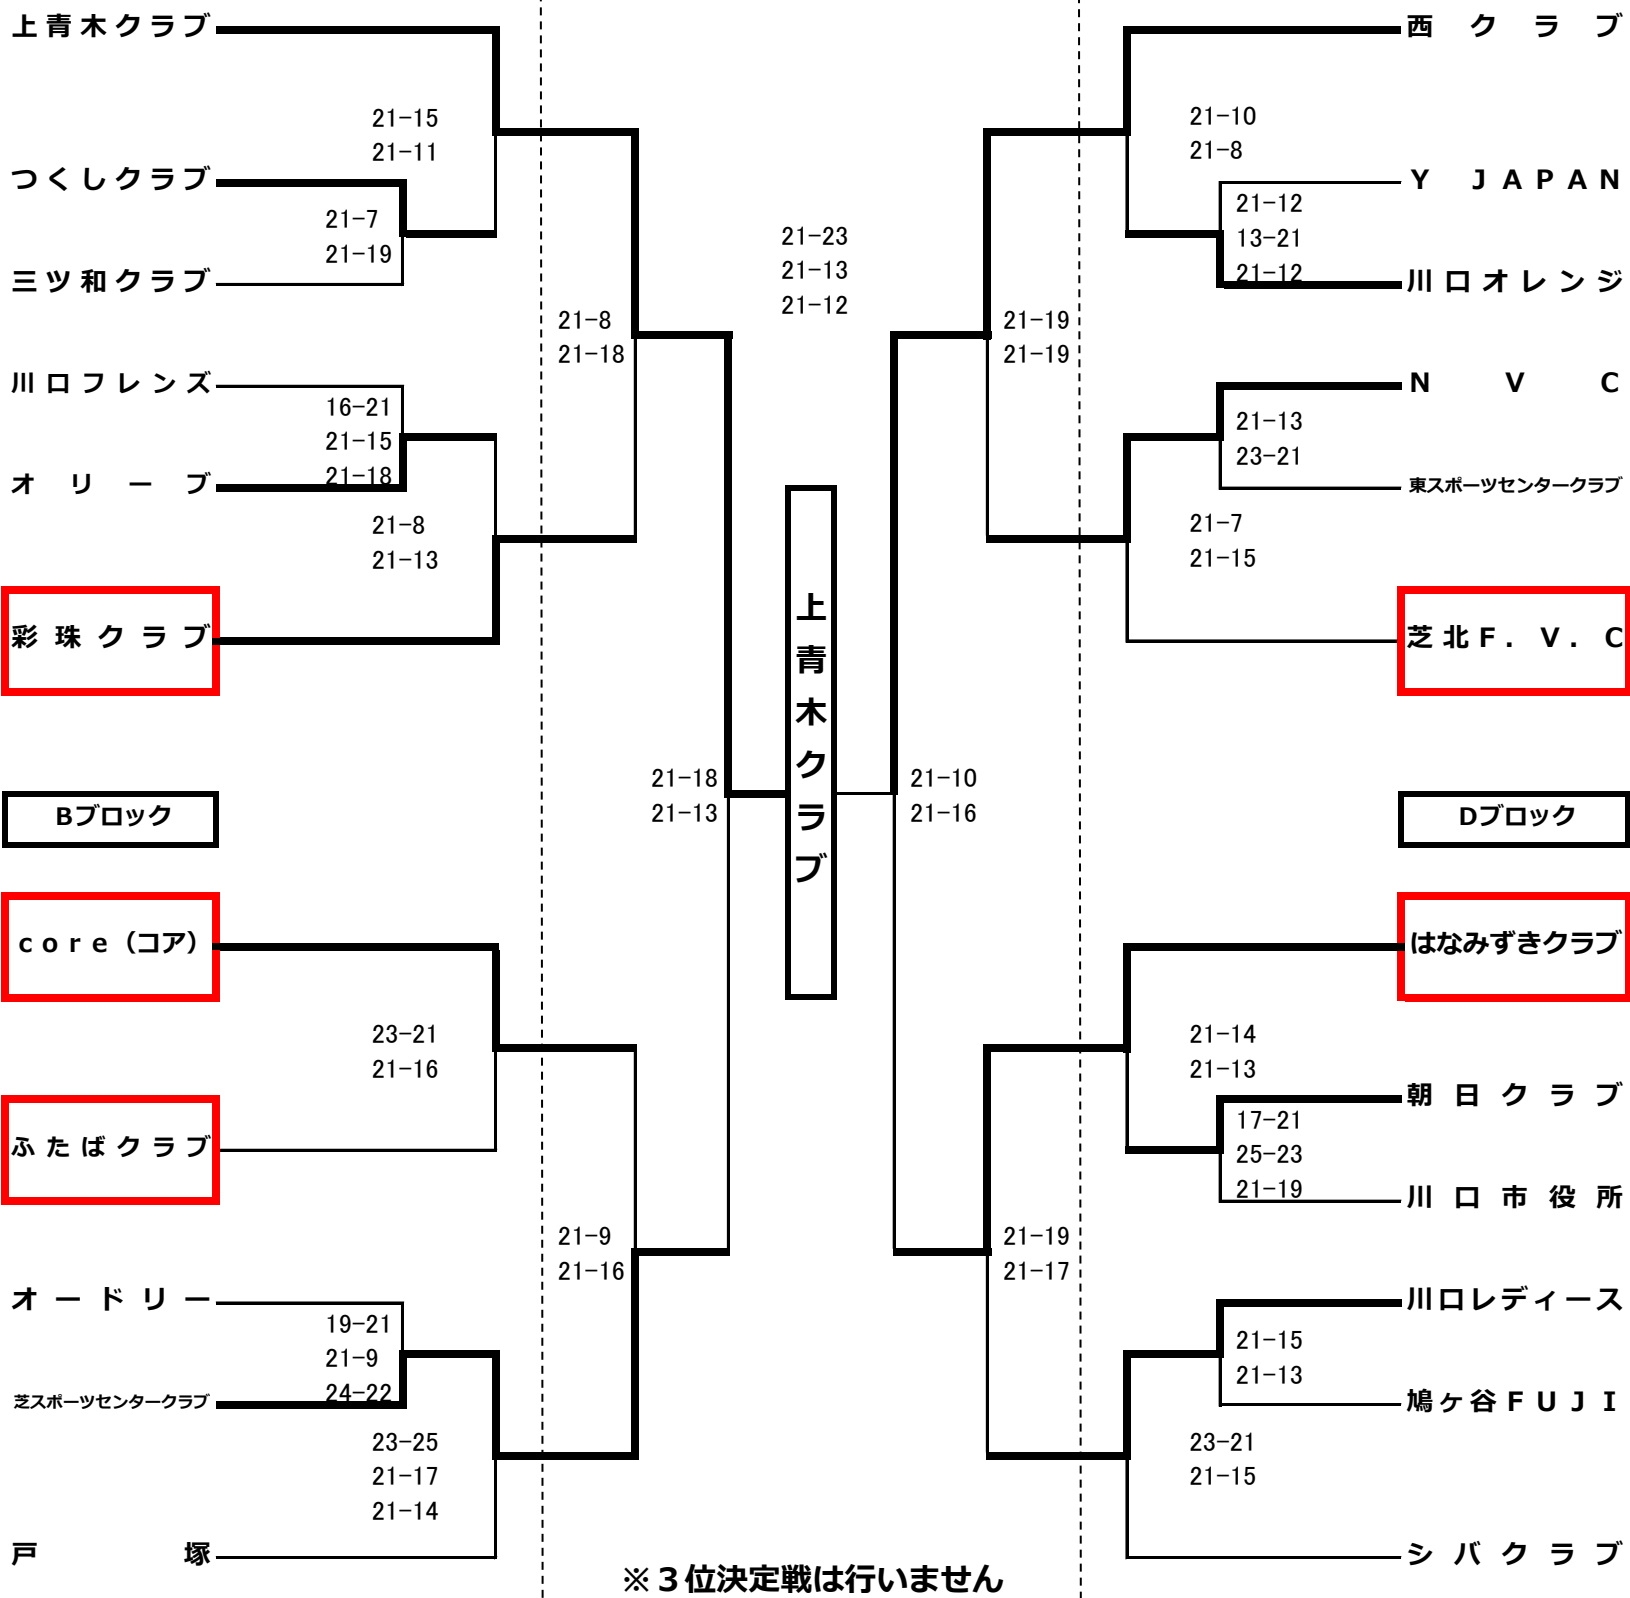 上青木クラブ
21-15
21-11
つくしクラブ
21-7
21-19
三ツ和クラブ
21-8
21-18
川口フレンズ
16-21
21-15
21-18
オリーブ
21-8
21-13
彩珠クラブ
Bブロック
21-18
21-13
core（コア）
23-21
21-16
ふたばクラブ
21-9
21-16
オードリー
19-21
21-9
24-22
芝スポーツセンタークラブ
23-25
21-17
21-14
戸塚
21-23
21-13
21-12
上青木クラブ
※３位決定戦は行いません
西クラブ
21-10
21-8
Y JAPAN
21-12
13-21
21-12
川口オレンジ
21-19
21-19
NVC
21-13
23-21
東スポーツセンタークラブ
21-7
21-15
芝北F．V．C
21-10
21-16
Dブロック
はなみずきクラブ
21-14
21-13
朝日クラブ
17-21
25-23
21-19
川口市役所
21-19
21-17
川口レディース
21-15
21-13
鳩ヶ谷FUJI
23-21
21-15
シバクラブ